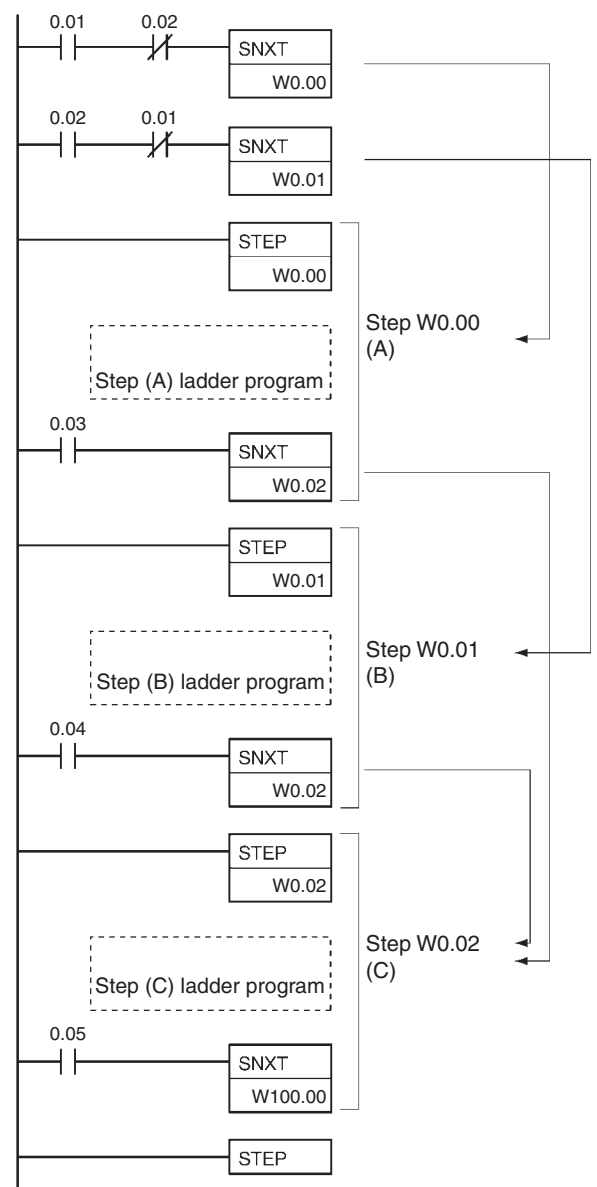 0.01 0.02
SNXT
W0.00
0.02 0.01
SNXT
W0.01
STEP
W0.00
Step W0.00
(A)
Step (A) ladder program
0.03
SNXT
W0.02
STEP
W0.01
Step W0.01
(B)
Step (B) ladder program
0.04
SNXT
W0.02
STEP
W0.02
Step W0.02
(C)
Step (C) ladder program
0.05
SNXT
W100.00
STEP